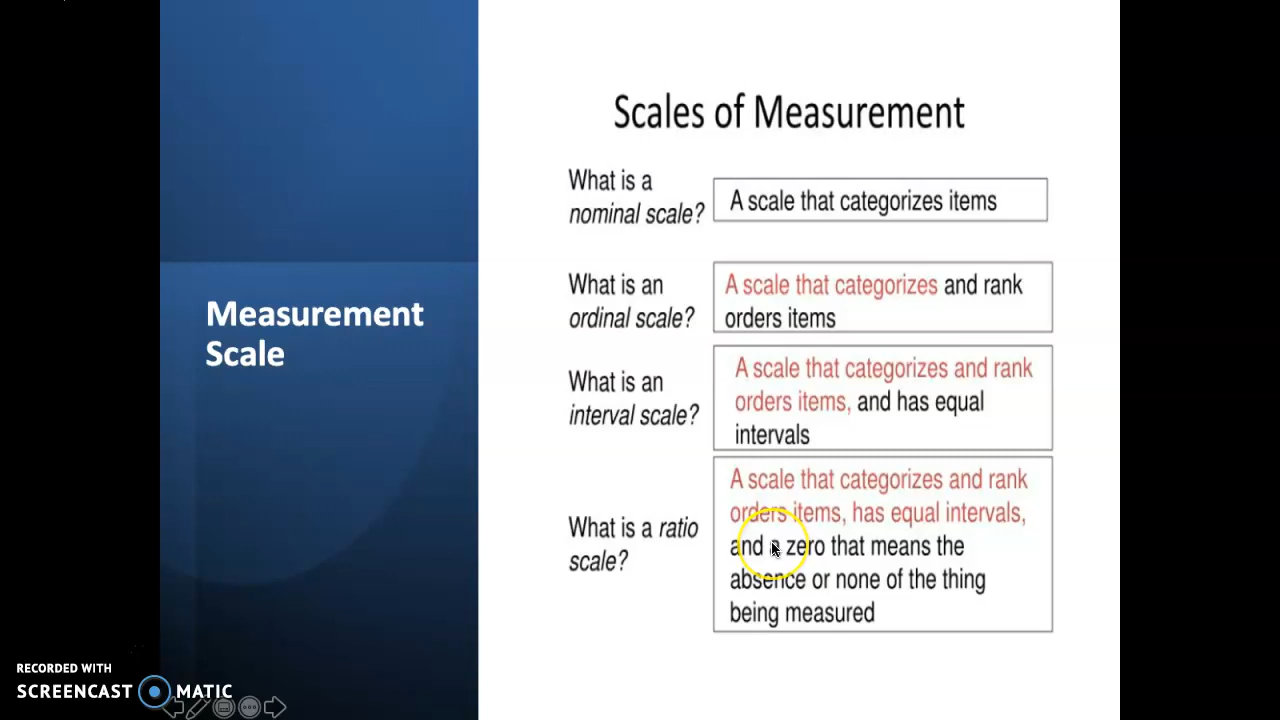 Scales of Measurement
What is a
nominal scale?
A scale that categorizes items
What is an
ordinal scale?
A scale that categorizes and rank
orders items
Measurement
Scale
What is an
interval scale?
A scale that categorizes and rank
orders items, and has equal
intervals
What is a ratio
scale?
A scale that categorizes and rank
orders items, has equal intervals,
and a zero that means the
absence or none of the thing
being measured
RECORDED WITH
SCREENCAST MATIC